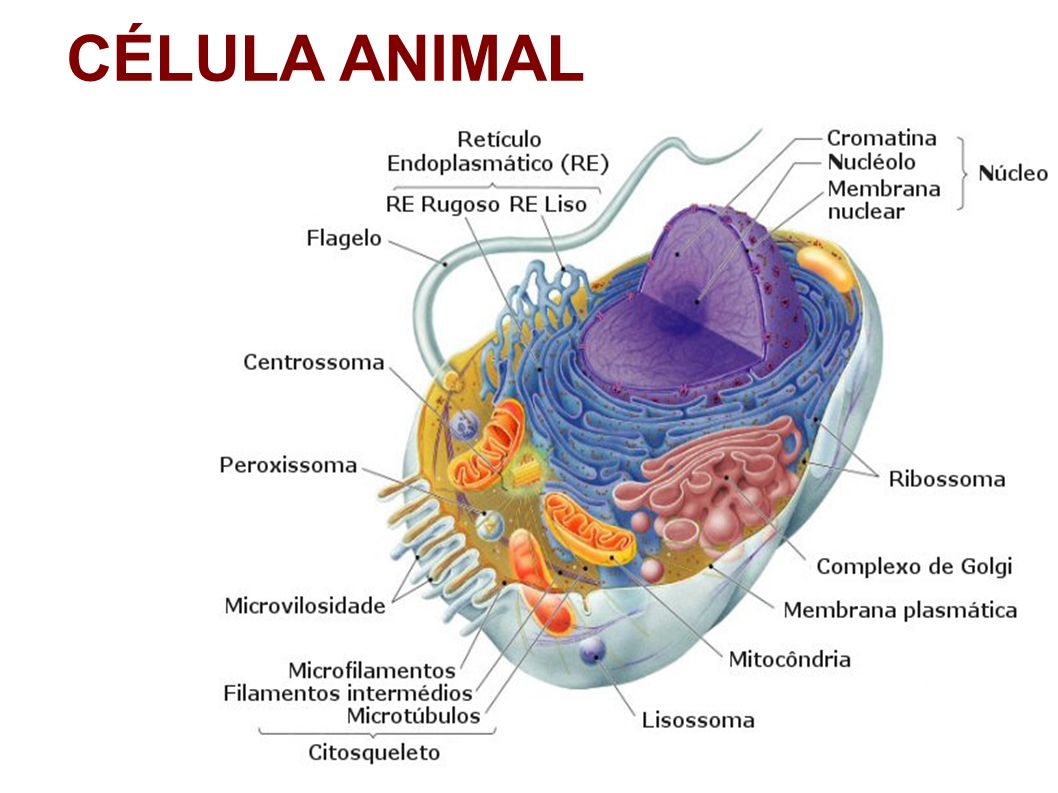 CÉLULA ANIMAL
Retículo
Endoplasmático (RE)
RE Rugoso
RE Liso
Flagelo
Centrossoma
Peroxissoma
Microvilosidade
Microfilamentos
Filamentos intermédios
Microtúbulos
Citosqueleto
Cromatina
Nucléolo
Membrana
nuclear
Núcleo
Ribossoma
Complexo de Golgi
Membrana plasmática
Mitocôndria
Lisossoma